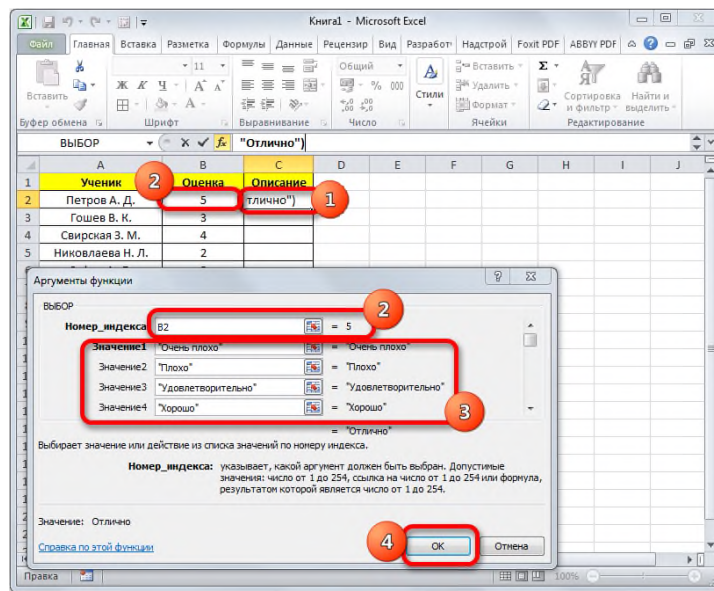 Книга1 - Microsoft Excel
Файл Главная Вставка Разметка Формулы Данные Рецензир Вид Разработ Надстрой Foxit PDF ABBYY PDF
Вставить
Ж К Ч
11
A A
Общий
% 000
Стили
Вставить
Удалить
Формат
Σ
Сортировка и фильтр
Найти и выделить
Буфер обмена Шрифт Выравнивание Число Ячейки Редактирование
ВЫБОР fx "Отлично")
A B C D E F G H I J
1 Ученик Оценка Описание
2 Петров А. Д. 5 тлично")
3 Гошев В. К. 3
4 Свирская З. М. 4
5 Никовлаева Н. Л. 2
2
1
Аргументы функции
ВЫБОР
2
Номер_индекса B2 = 5
Значение1 "Очень плохо" = "Очень плохо"
Значение2 "Плохо" = "Плохо"
Значение3 "Удовлетворительно" = "Удовлетворительно"
Значение4 "Хорошо" = "Хорошо"
3
= "Отлично"
Выбирает значение или действие из списка значений по номеру индекса.
Номер_индекса: указывает, какой аргумент должен быть выбран. Допустимые
значения: число от 1 до 254, ссылка на число от 1 до 254 или формула,
результатом которой является число от 1 до 254.
Значение: Отлично
Справка по этой функции
4
ОК Отмена
Правка 100%